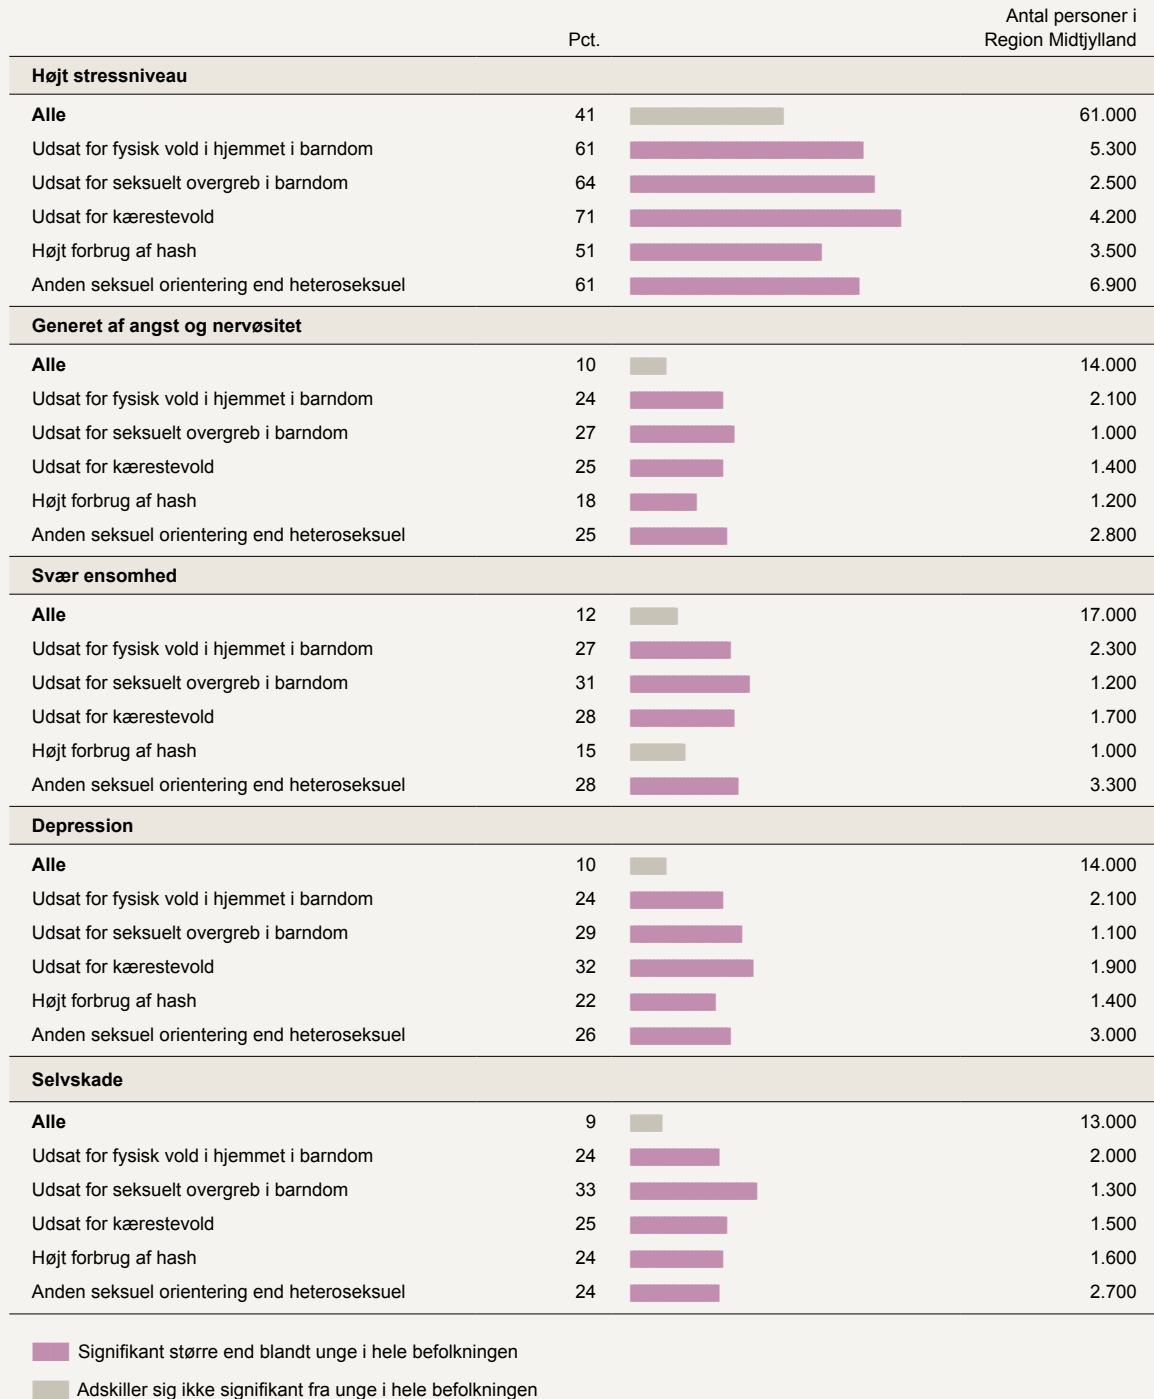 Pct. Antal personer i
Region Midtjylland
Højt stressniveau
Alle 41 61.000
Udsat for fysisk vold i hjemmet i barndom 61 5.300
Udsat for seksuelt overgreb i barndom 64 2.500
Udsat for kærestevold 71 4.200
Højt forbrug af hash 51 3.500
Anden seksuel orientering end heteroseksuel 61 6.900
Generet af angst og nervøsitet
Alle 10 14.000
Udsat for fysisk vold i hjemmet i barndom 24 2.100
Udsat for seksuelt overgreb i barndom 27 1.000
Udsat for kærestevold 25 1.400
Højt forbrug af hash 18 1.200
Anden seksuel orientering end heteroseksuel 25 2.800
Svær ensomhed
Alle 12 17.000
Udsat for fysisk vold i hjemmet i barndom 27 2.300
Udsat for seksuelt overgreb i barndom 31 1.200
Udsat for kærestevold 28 1.700
Højt forbrug af hash 15 1.000
Anden seksuel orientering end heteroseksuel 28 3.300
Depression
Alle 10 14.000
Udsat for fysisk vold i hjemmet i barndom 24 2.100
Udsat for seksuelt overgreb i barndom 29 1.100
Udsat for kærestevold 32 1.900
Højt forbrug af hash 22 1.400
Anden seksuel orientering end heteroseksuel 26 3.000
Selvskade
Alle 9 13.000
Udsat for fysisk vold i hjemmet i barndom 24 2.000
Udsat for seksuelt overgreb i barndom 33 1.300
Udsat for kærestevold 25 1.500
Højt forbrug af hash 24 1.600
Anden seksuel orientering end heteroseksuel 24 2.700
Signifikant større end blandt unge i hele befolkningen
Adskiller sig ikke signifikant fra unge i hele befolkningen